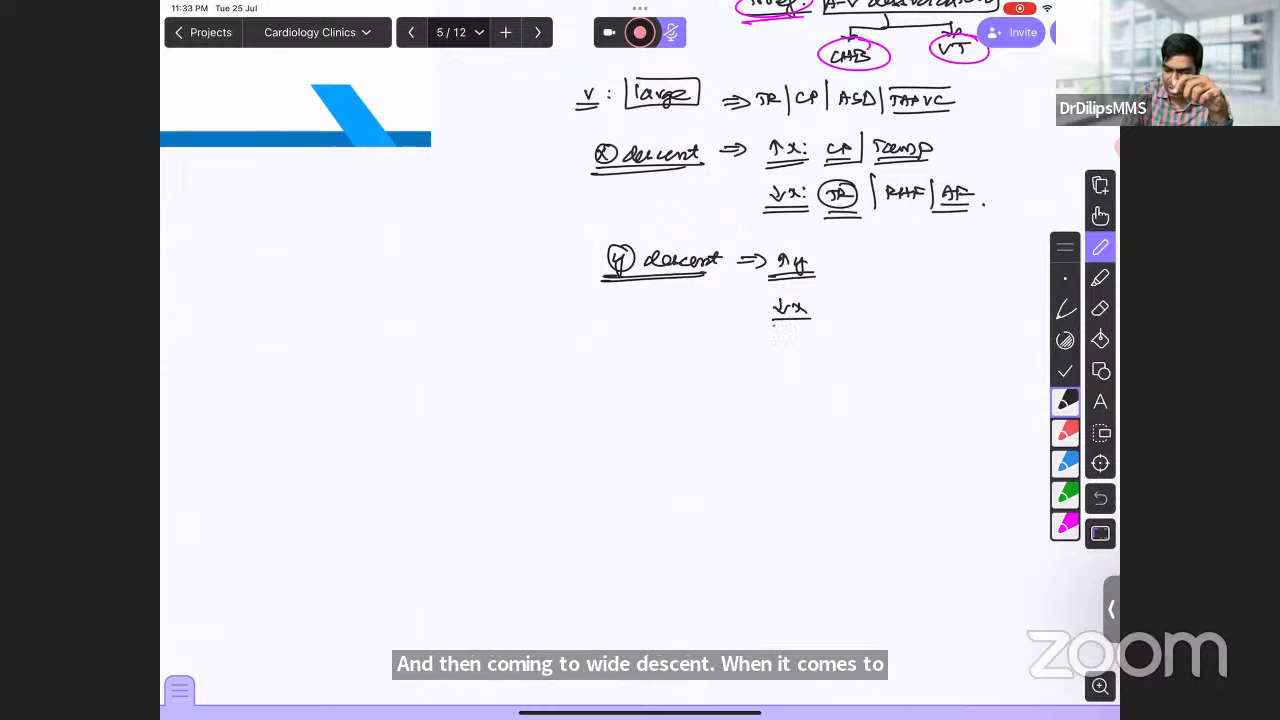 11:33 PM Tue 25 Jul
A-V dissociation
Projects Cardiology Clinics 5/12 Invite
CHB VT
DrDilipsMMS
v : large ⇒ TR | CP | ASD | TAPVC
x descent ⇒ ↑x: CP | Tamp
↓x: TR | RHF | AF.
y descent ⇒ ↑y
↓x
And then coming to wide descent. When it comes to
zoom